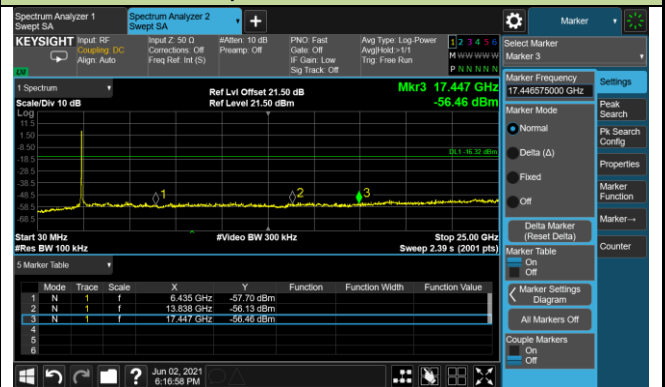 Spectrum Analyzer 1
Swept SA
Spectrum Analyzer 2
Swept SA
Marker
KEYSIGHT
Input: RF
Coupling: DC
Align: Auto
Input Z: 50 Ω
Corrections: Off
Freq Ref: Int (S)
#Atten: 10 dB
Preamp: Off
PNO: Fast
Gate: Off
IF Gain: Low
Sig Track: Off
Avg Type: Log-Power
Avg|Hold:>1/1
Trig: Free Run
1 2 3 4 5 6
M W W W W W
P N N N N N
LXI
Select Marker
Marker 3
1 Spectrum
Scale/Div 10 dB
Log
Ref Lvl Offset 21.50 dB
Ref Level 21.50 dBm
Mkr3 17.447 GHz
-56.46 dBm
11.5
1.50
-8.50
-18.5
-28.5
-38.5
-48.5
-58.5
-68.5
DL1 -16.32 dBm
1
2
3
Start 30 MHz
#Res BW 100 kHz
#Video BW 300 kHz
Stop 25.00 GHz
Sweep 2.39 s (2001 pts)
5 Marker Table
Mode Trace Scale X Y Function Function Width Function Value
1 N 1 f 6.435 GHz -57.70 dBm
2 N 1 f 13.838 GHz -56.13 dBm
3 N 1 f 17.447 GHz -56.46 dBm
4
5
6
Marker Frequency
17.446575000 GHz
Marker Mode
Normal
Delta (Δ)
Fixed
Off
Delta Marker
(Reset Delta)
Marker Table
On
Off
Marker Settings
Diagram
All Markers Off
Couple Markers
On
Off
Settings
Peak
Search
Pk Search
Config
Properties
Marker
Function
Marker→
Counter
Jun 02, 2021
6:16:58 PM